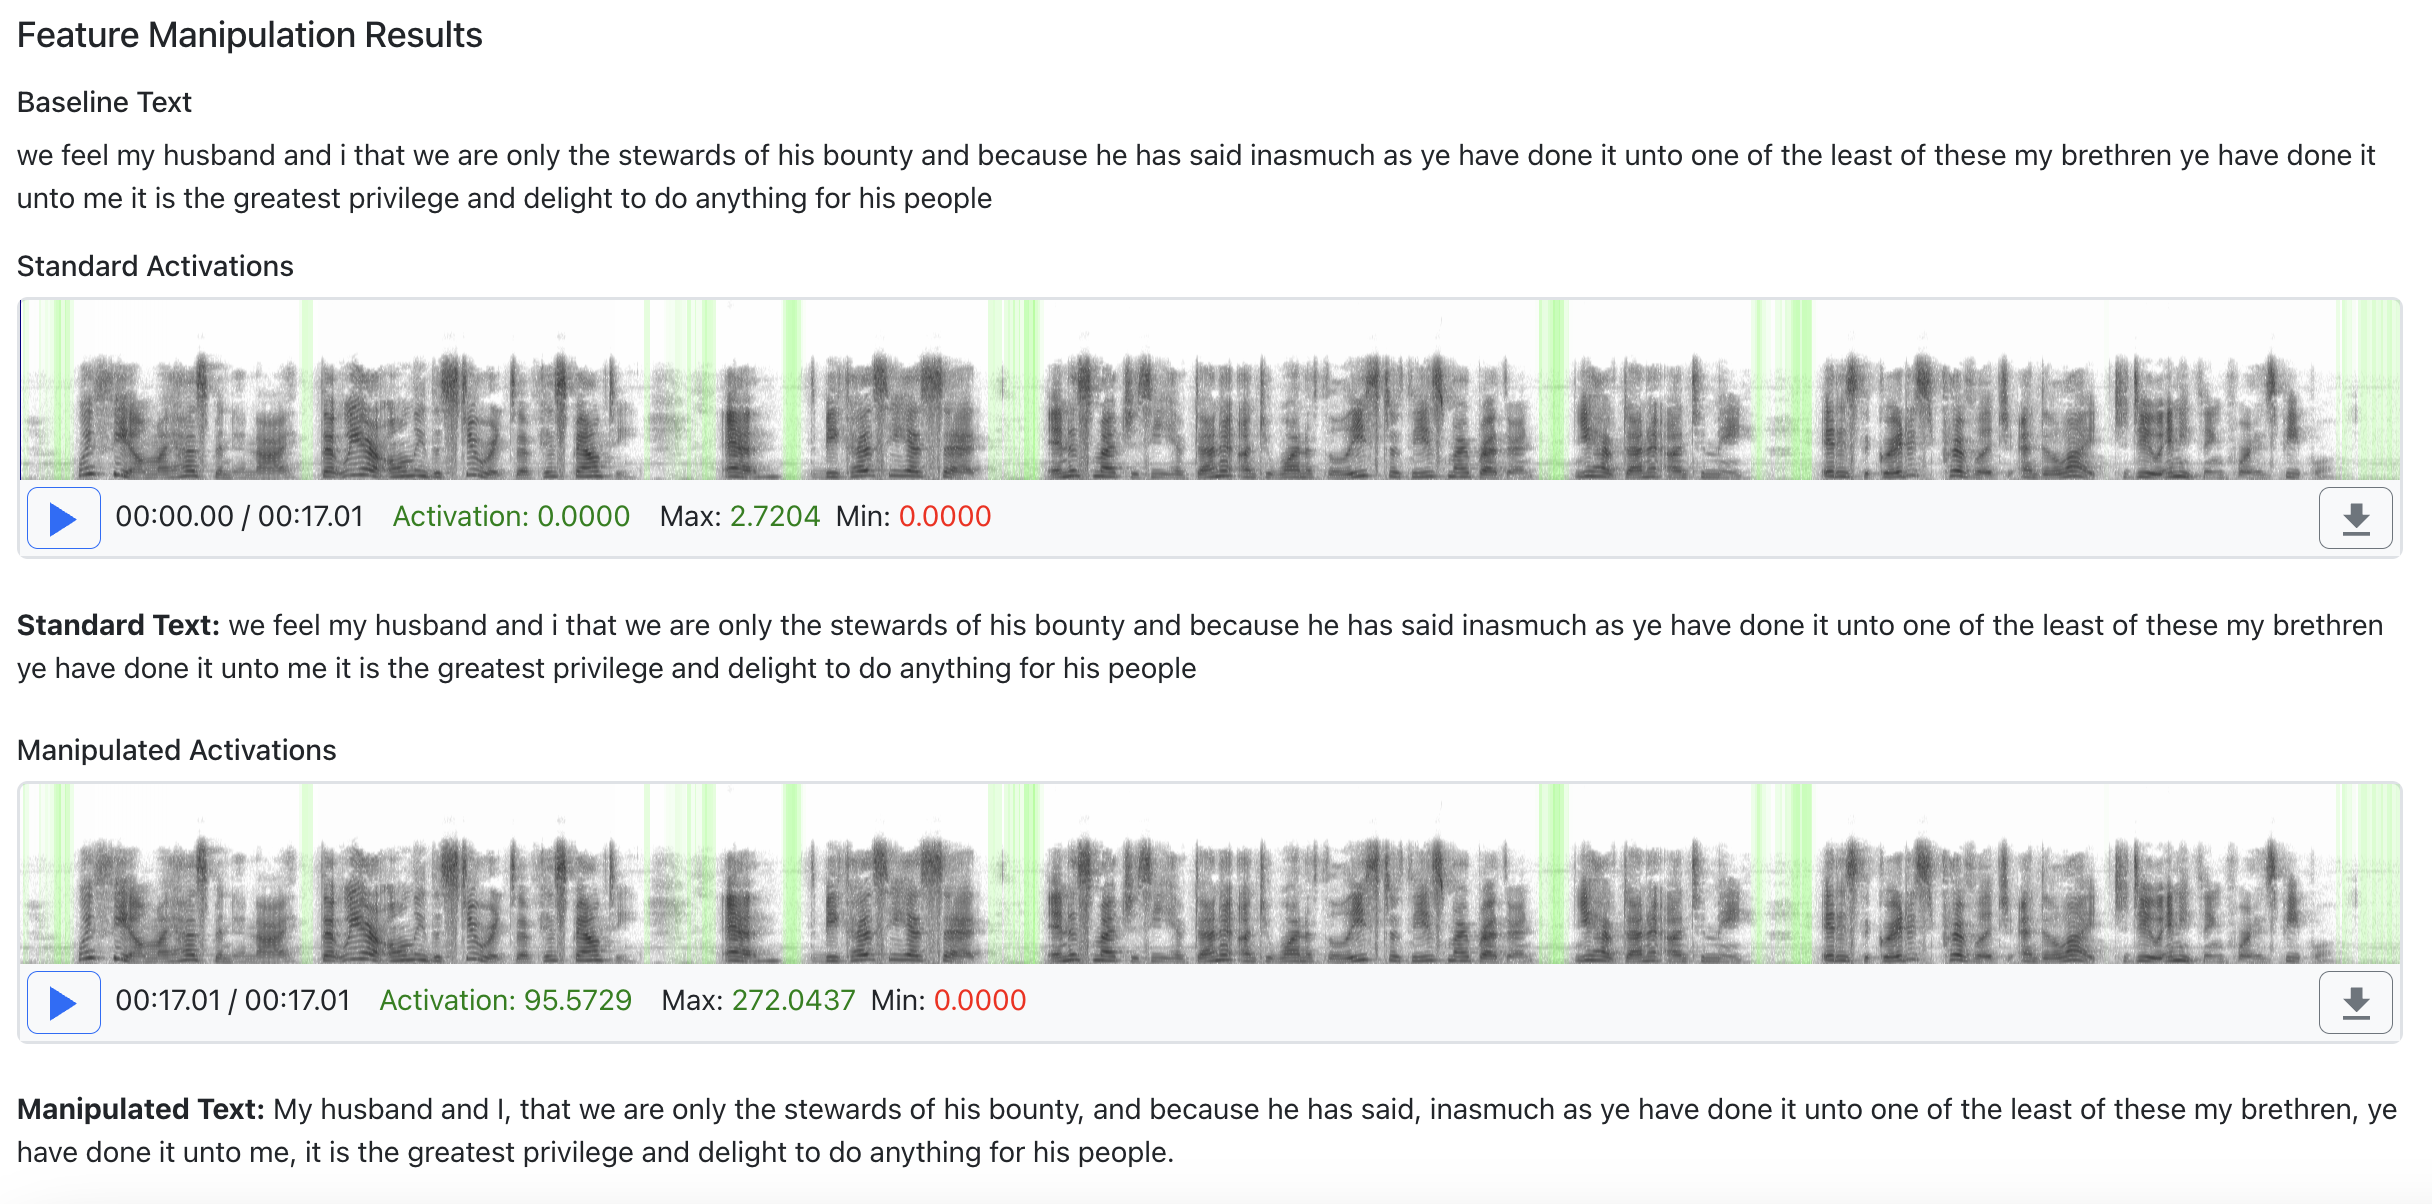 Feature Manipulation Results
Baseline Text
we feel my husband and i that we are only the stewards of his bounty and because he has said inasmuch as ye have done it unto one of the least of these my brethren ye have done it
unto me it is the greatest privilege and delight to do anything for his people
Standard Activations
00:00.00 / 00:17.01 Activation: 0.0000 Max: 2.7204 Min: 0.0000
Standard Text: we feel my husband and i that we are only the stewards of his bounty and because he has said inasmuch as ye have done it unto one of the least of these my brethren
ye have done it unto me it is the greatest privilege and delight to do anything for his people
Manipulated Activations
00:17.01 / 00:17.01 Activation: 95.5729 Max: 272.0437 Min: 0.0000
Manipulated Text: My husband and I, that we are only the stewards of his bounty, and because he has said, inasmuch as ye have done it unto one of the least of these my brethren, ye
have done it unto me, it is the greatest privilege and delight to do anything for his people.